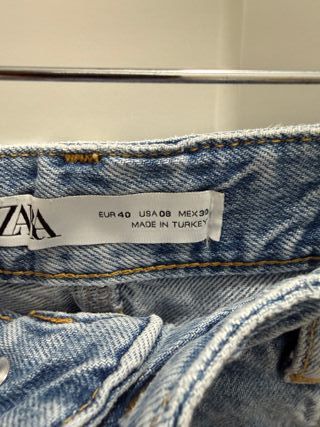 ZARA
EUR 40 USA 08 MEX 30
MADE IN TURKEY